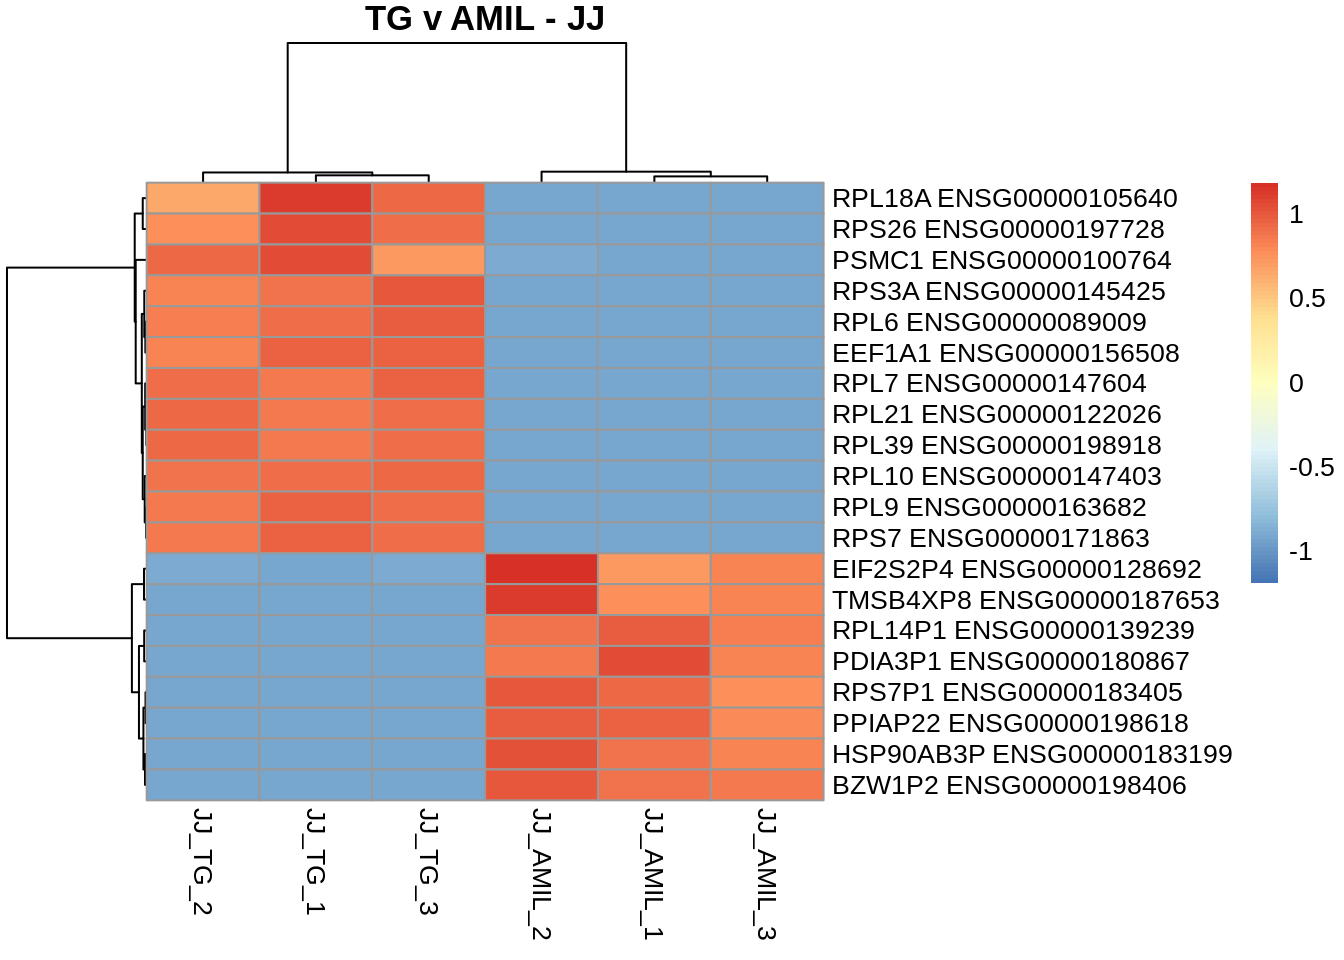 TG v AMIL - JJ
RPL18A ENSG00000105640
RPS26 ENSG00000197728
PSMC1 ENSG00000100764
RPS3A ENSG00000145425
RPL6 ENSG00000089009
EEF1A1 ENSG00000156508
RPL7 ENSG00000147604
RPL21 ENSG00000122026
RPL39 ENSG00000198918
RPL10 ENSG00000147403
RPL9 ENSG00000163682
RPS7 ENSG00000171863
EIF2S2P4 ENSG00000128692
TMSB4XP8 ENSG00000187653
RPL14P1 ENSG00000139239
PDIA3P1 ENSG00000180867
RPS7P1 ENSG00000183405
PPIAP22 ENSG00000198618
HSP90AB3P ENSG00000183199
BZW1P2 ENSG00000198406
1
0.5
0
-0.5
-1
JJ_TG_2
JJ_TG_1
JJ_TG_3
JJ_AMIL_2
JJ_AMIL_1
JJ_AMIL_3